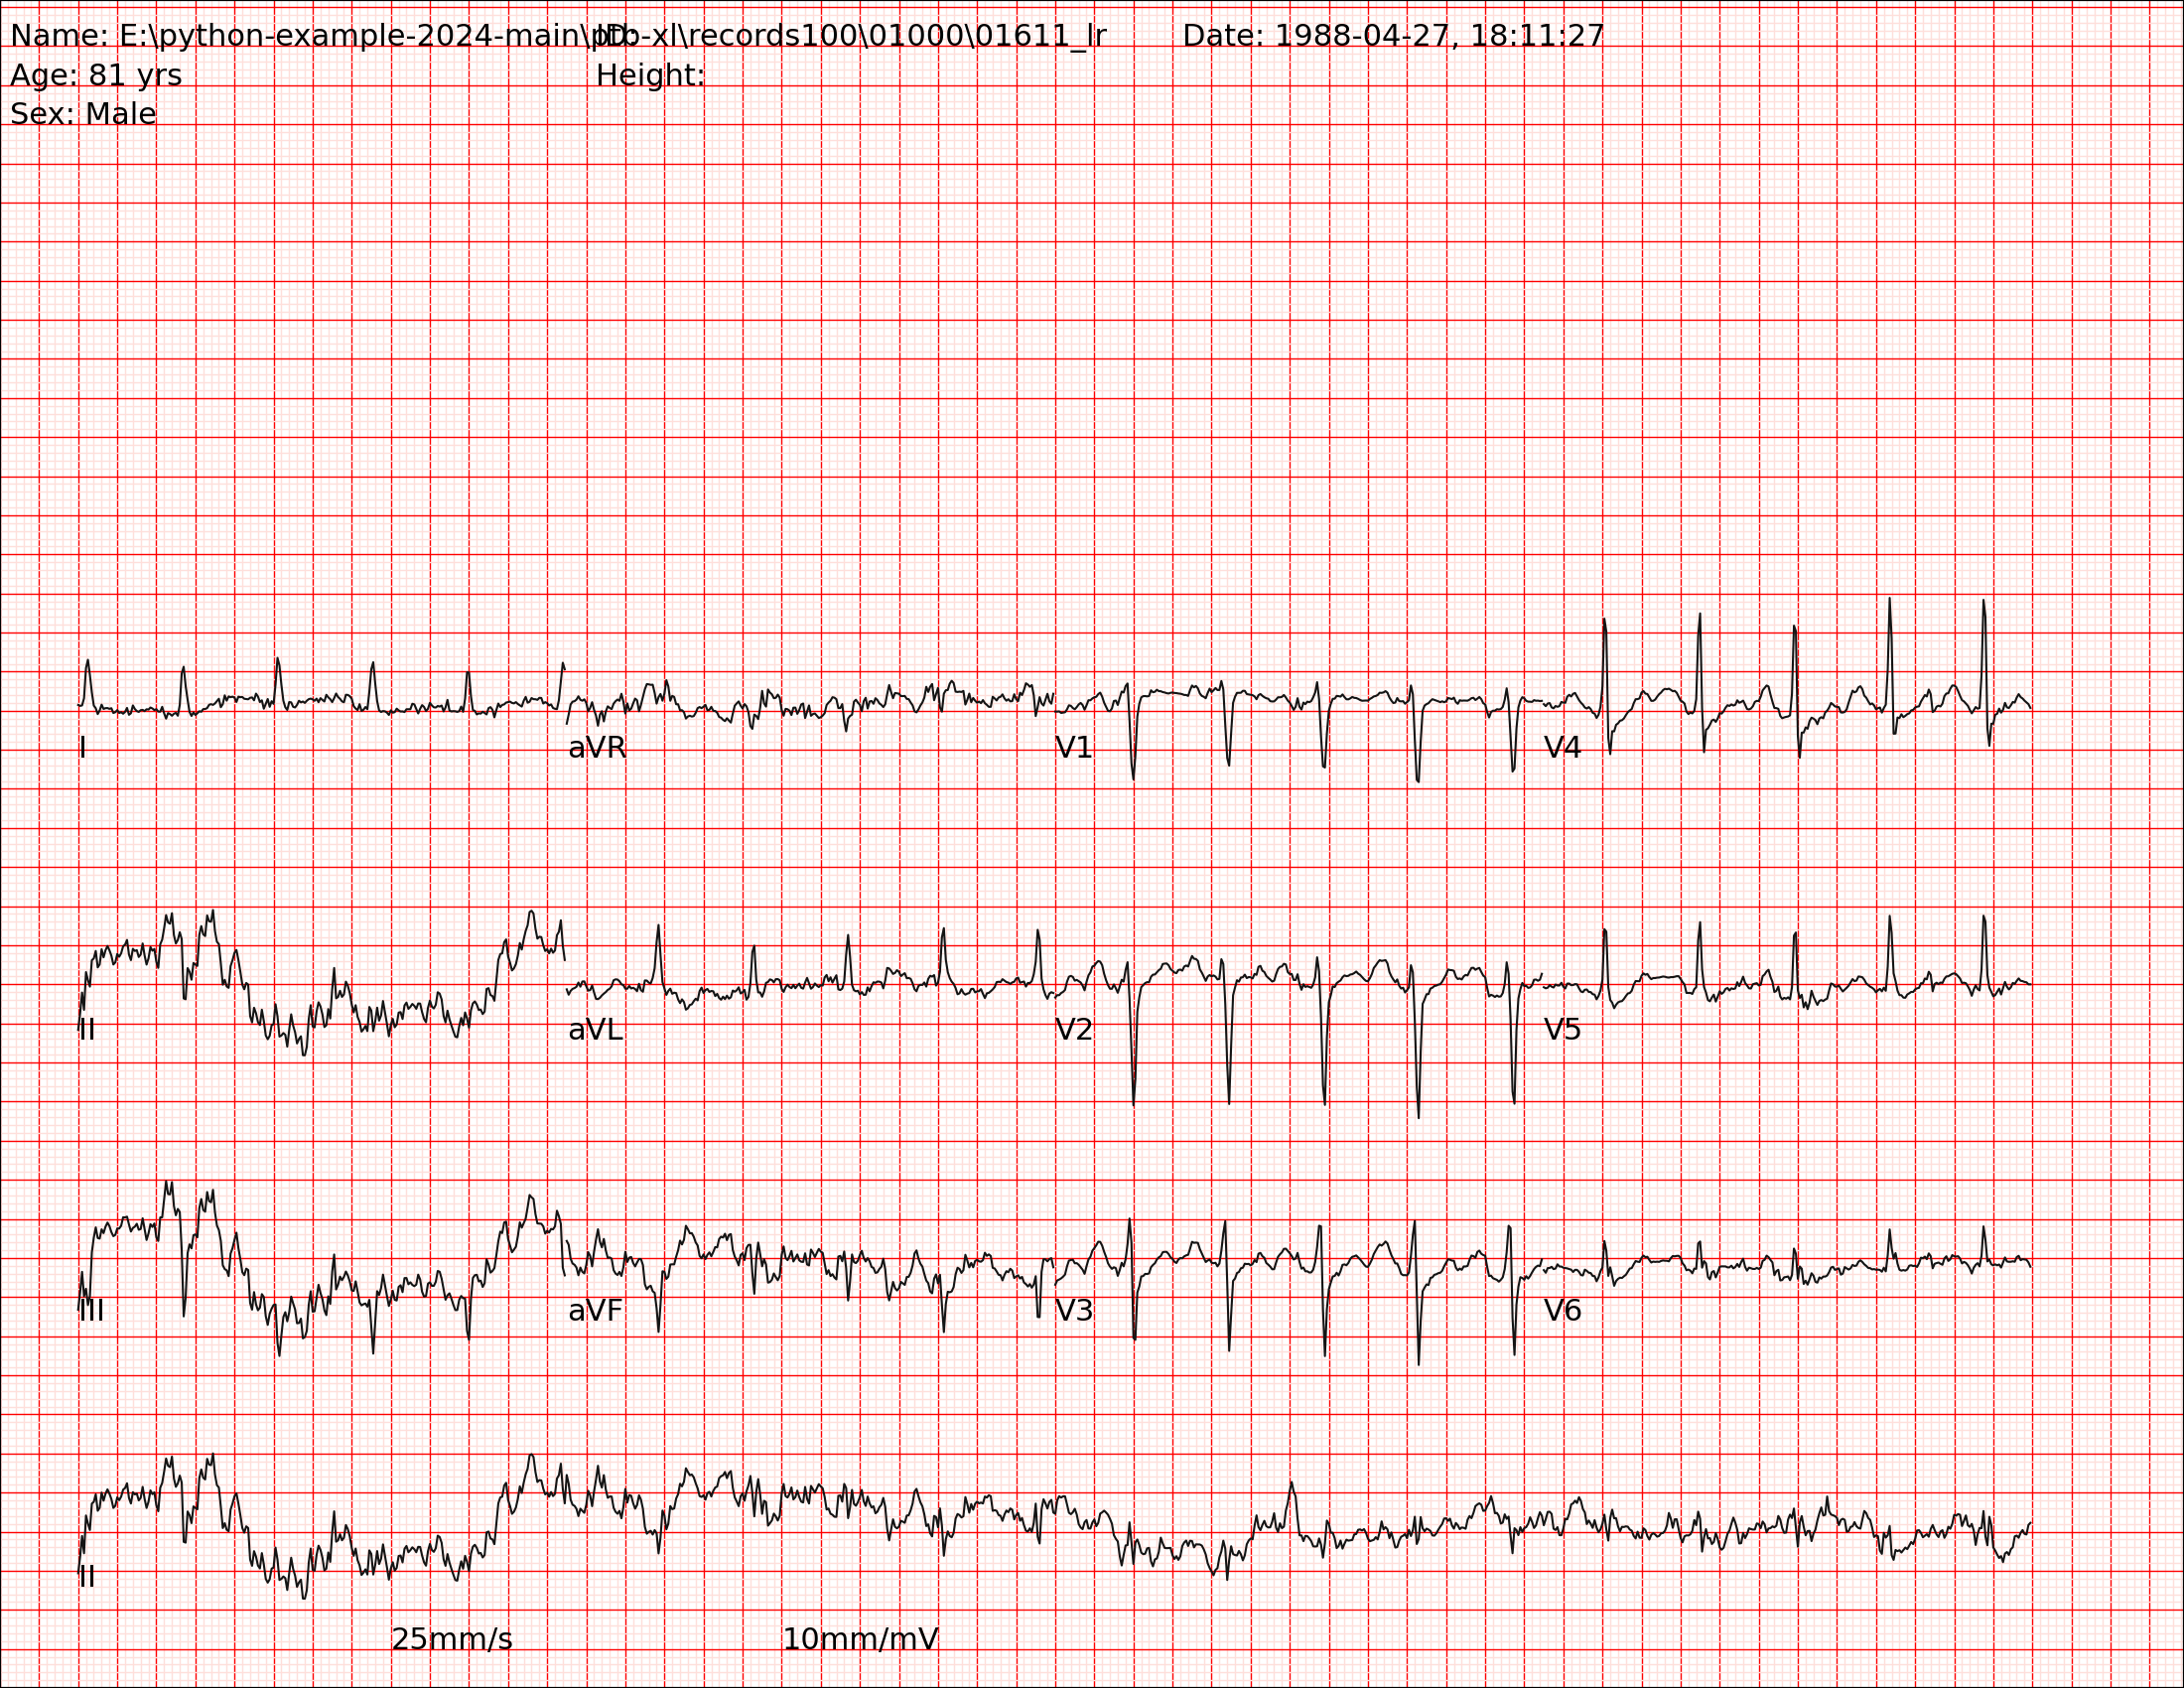 Name: E:\python-example-2024-main\ptb-xl\records100\01000\01611_lr ID: Date: 1988-04-27, 18:11:27
Age: 81 yrs Height:
Sex: Male
I aVR V1 V4
II aVL V2 V5
III aVF V3 V6
II
25mm/s 10mm/mV